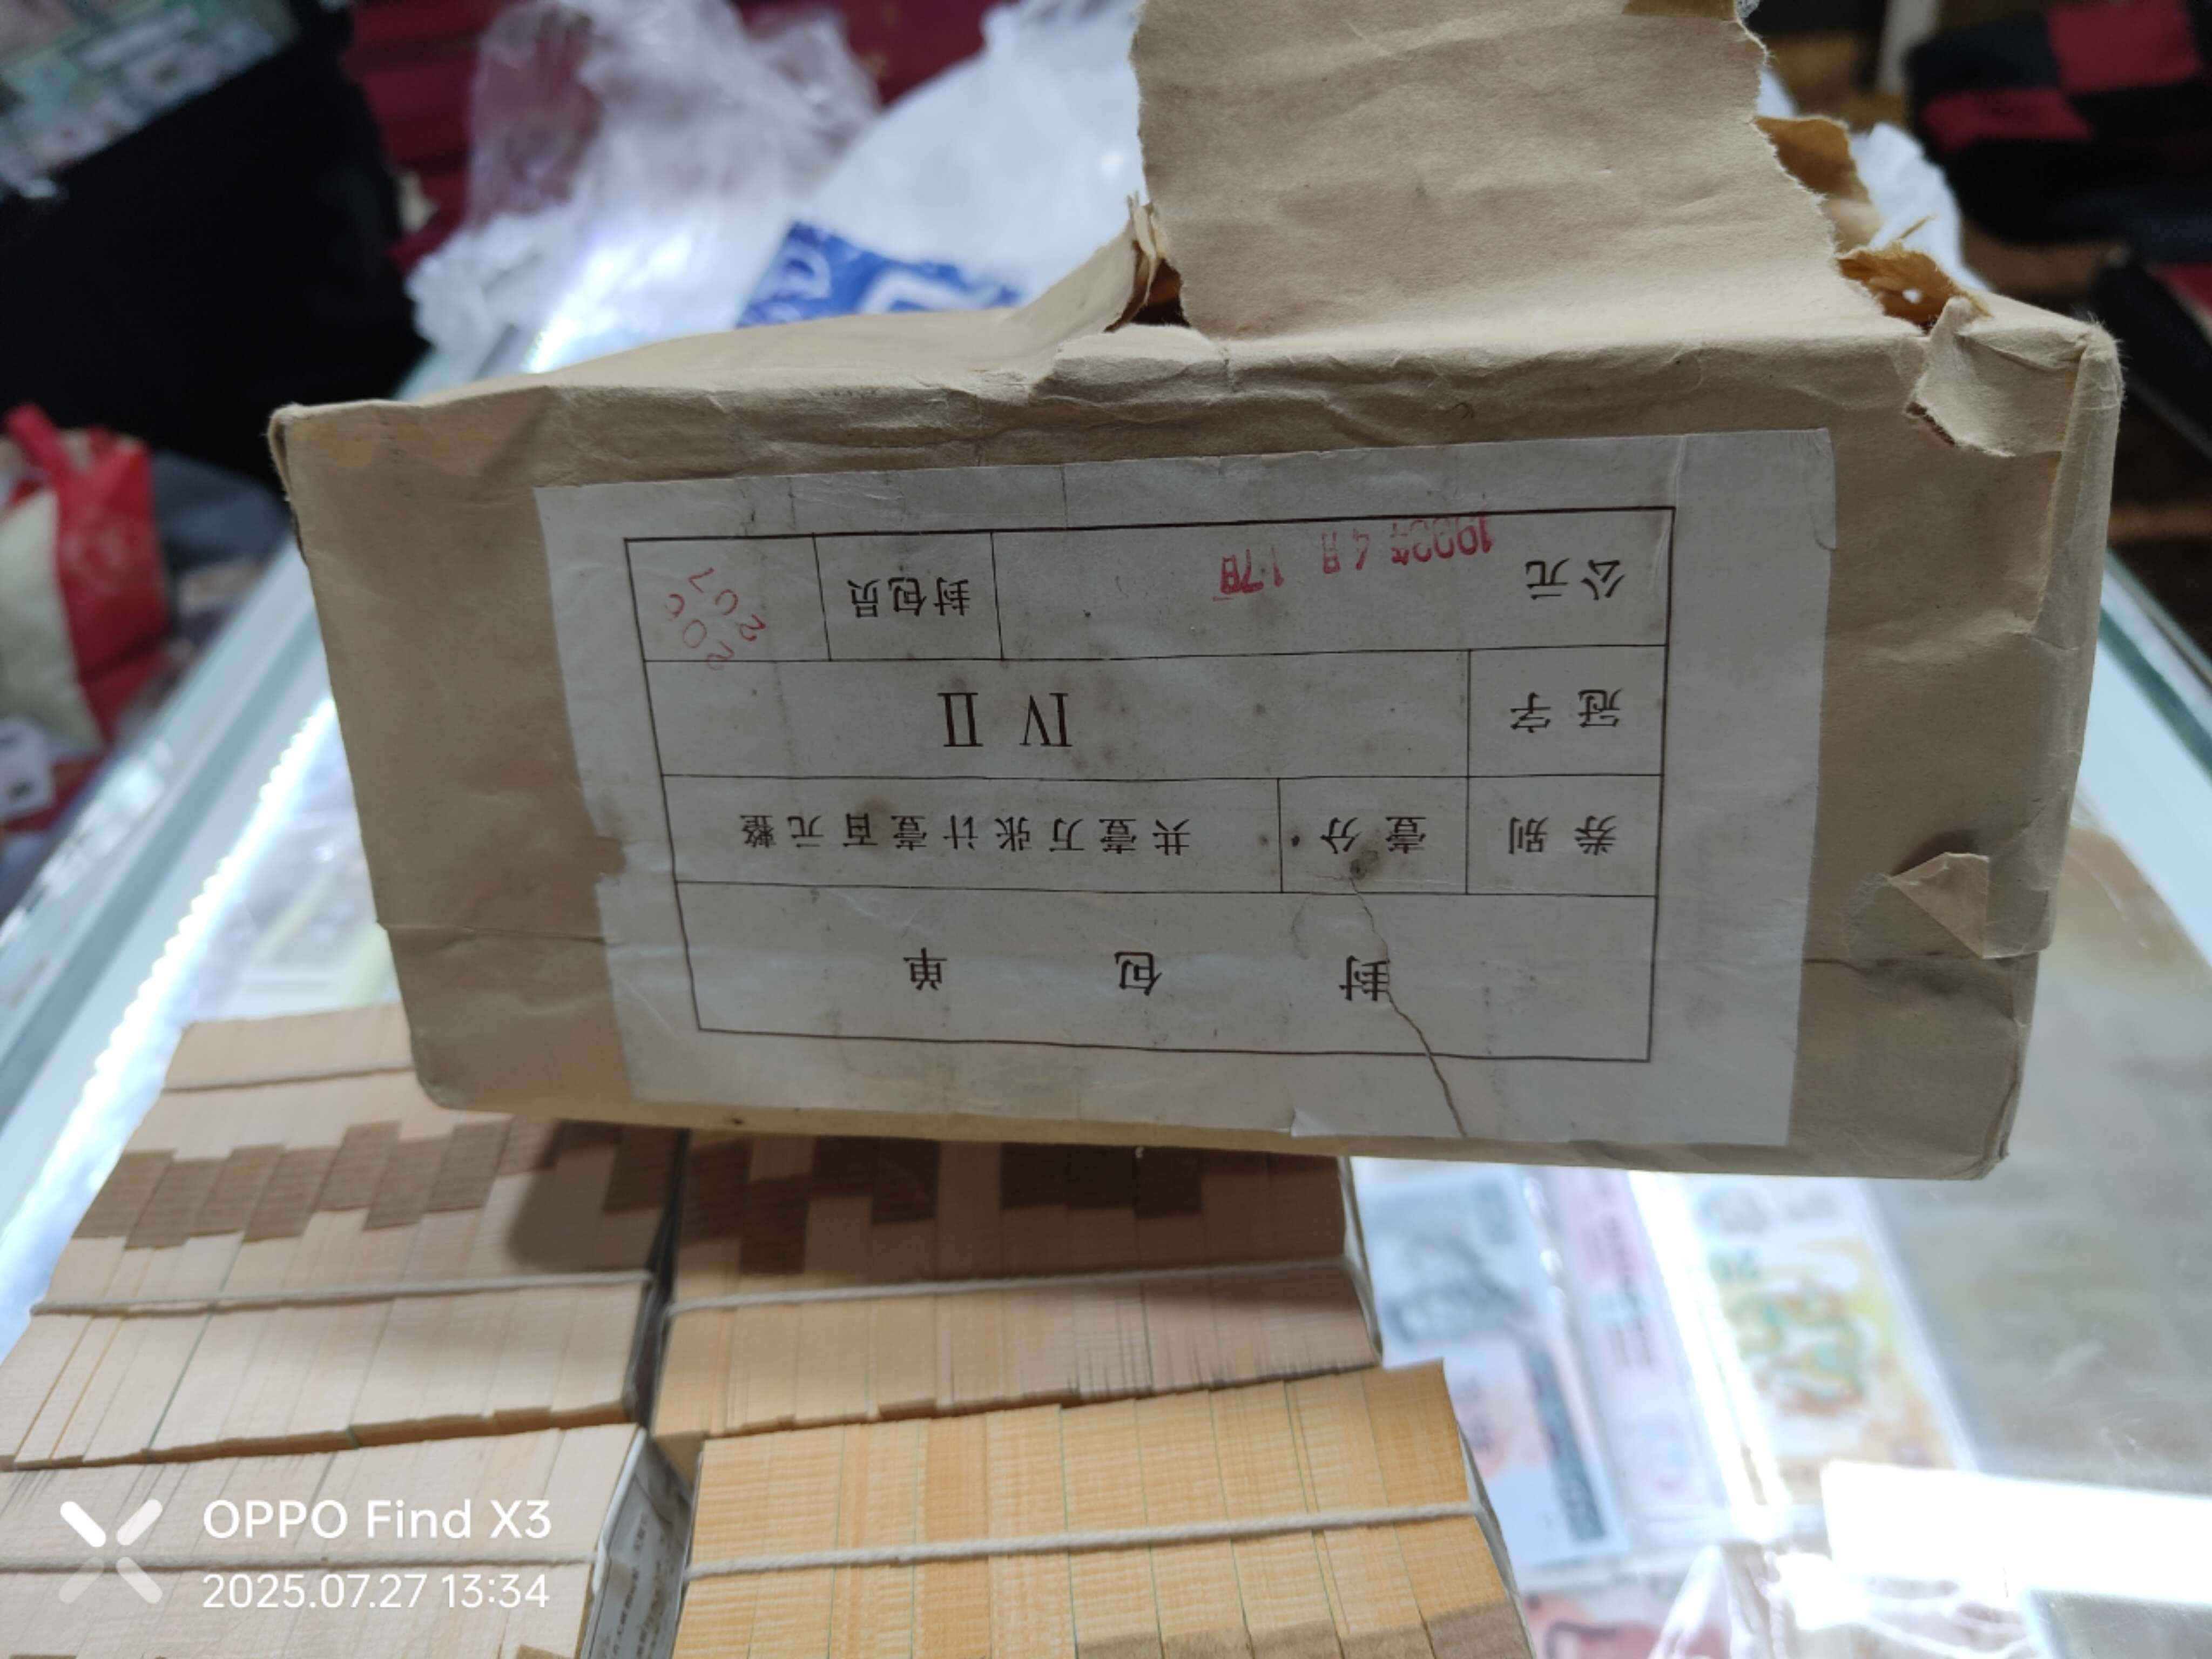 封 包 单
券别 壹分 共壹万张计壹百元整
冠字 IV II
公元 1992年4月17日 封包员
OPPO Find X3
2025.07.27 13:34